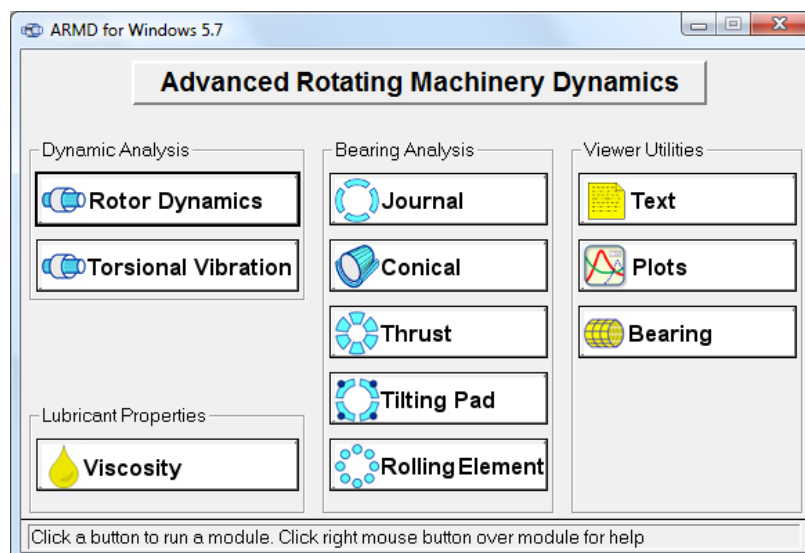 ARMD for Windows 5.7
Advanced Rotating Machinery Dynamics
Dynamic Analysis
Rotor Dynamics
Torsional Vibration
Lubricant Properties
Viscosity
Bearing Analysis
Journal
Conical
Thrust
Tilting Pad
Rolling Element
Viewer Utilities
Text
Plots
Bearing
Click a button to run a module. Click right mouse button over module for help